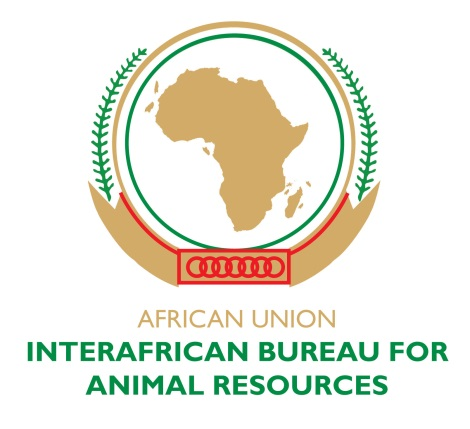 AFRICAN UNION
INTERAFRICAN BUREAU FOR
ANIMAL RESOURCES